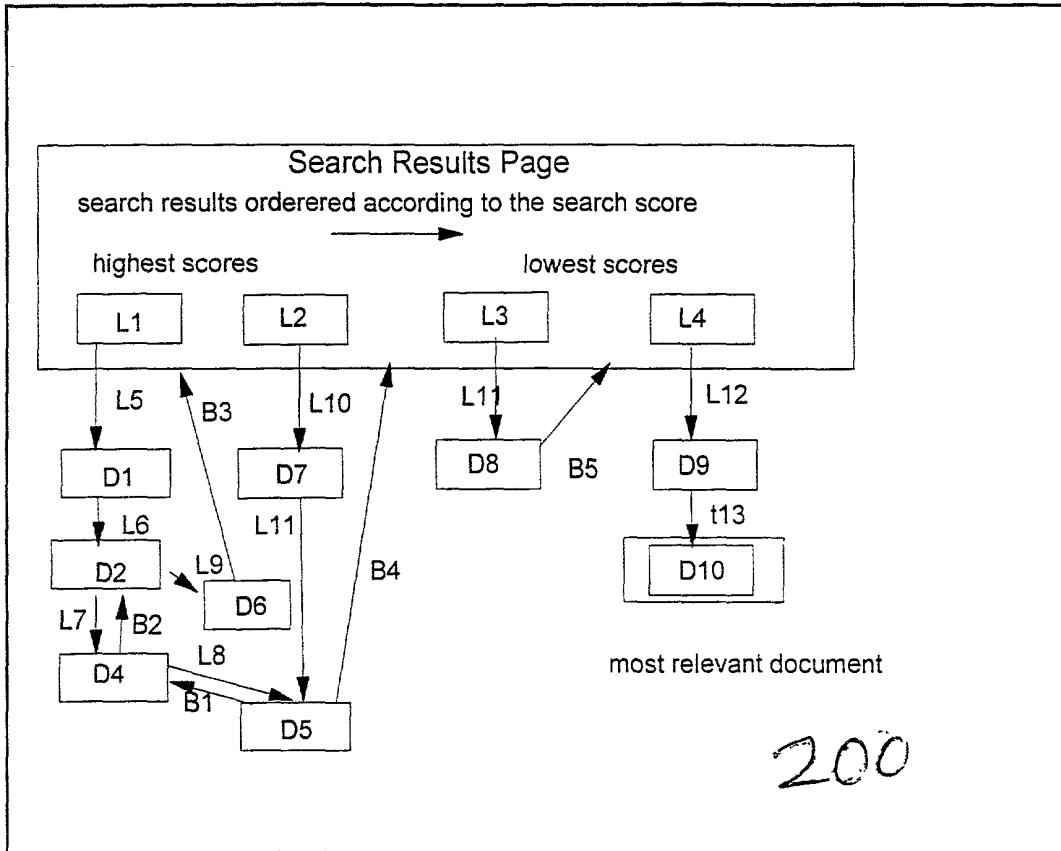 Search Results Page
search results orderered according to the search score
highest scores
lowest scores
L1
L2
L3
L4
L5
B3
L10
L11
B5
L12
D1
D7
D8
D9
L6
L11
t13
D2
L9
D6
B4
D10
L7
B2
L8
D4
B1
D5
most relevant document
200